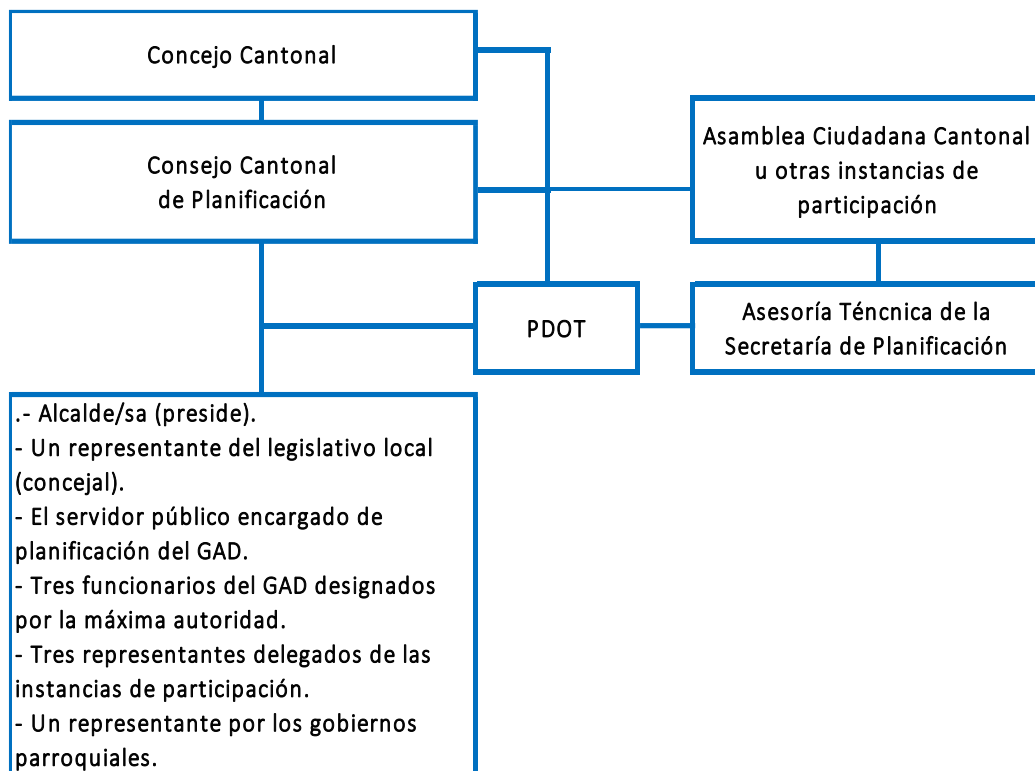 Concejo Cantonal
Consejo Cantonal
de Planificación
Asamblea Ciudadana Cantonal
u otras instancias de
participación
PDOT
Asesoría Téncnica de la
Secretaría de Planificación
.- Alcalde/sa (preside).
- Un representante del legislativo local
(concejal).
- El servidor público encargado de
planificación del GAD.
- Tres funcionarios del GAD designados
por la máxima autoridad.
- Tres representantes delegados de las
instancias de participación.
- Un representante por los gobiernos
parroquiales.